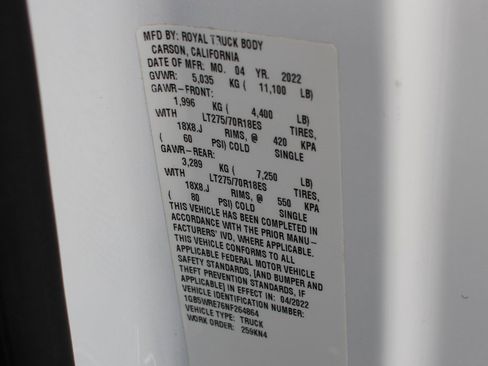 MFD BY: ROYAL TRUCK BODY
CARSON, CALIFORNIA
DATE OF MFR: MO. 04 YR. 2022
GVWR: 5,035 KG ( 11,100 LB)
GAWR-FRONT:
1,996 KG ( 4,400 LB)
WITH LT275/70R18ES TIRES,
18X8.J RIMS, @ 420 KPA
( 60 PSI) COLD SINGLE
GAWR-REAR:
3,289 KG ( 7,250 LB)
WITH LT275/70R18ES TIRES,
18X8.J RIMS, @ 550 KPA
( 80 PSI) COLD SINGLE
THIS VEHICLE HAS BEEN COMPLETED IN
ACCORDANCE WITH THE PRIOR MANU-
FACTURERS' IVD, WHERE APPLICABLE.
THIS VEHICLE CONFORMS TO ALL
APPLICABLE FEDERAL MOTOR VEHICLE
SAFETY STANDARDS, [AND BUMPER AND
THEFT PREVENTION STANDARDS, IF
APPLICABLE] IN EFFECT IN: 04/2022
VEHICLE IDENTIFICATION NUMBER:
1GB5WRE76NF264864
VEHICLE TYPE: TRUCK
WORK ORDER: 259KN4